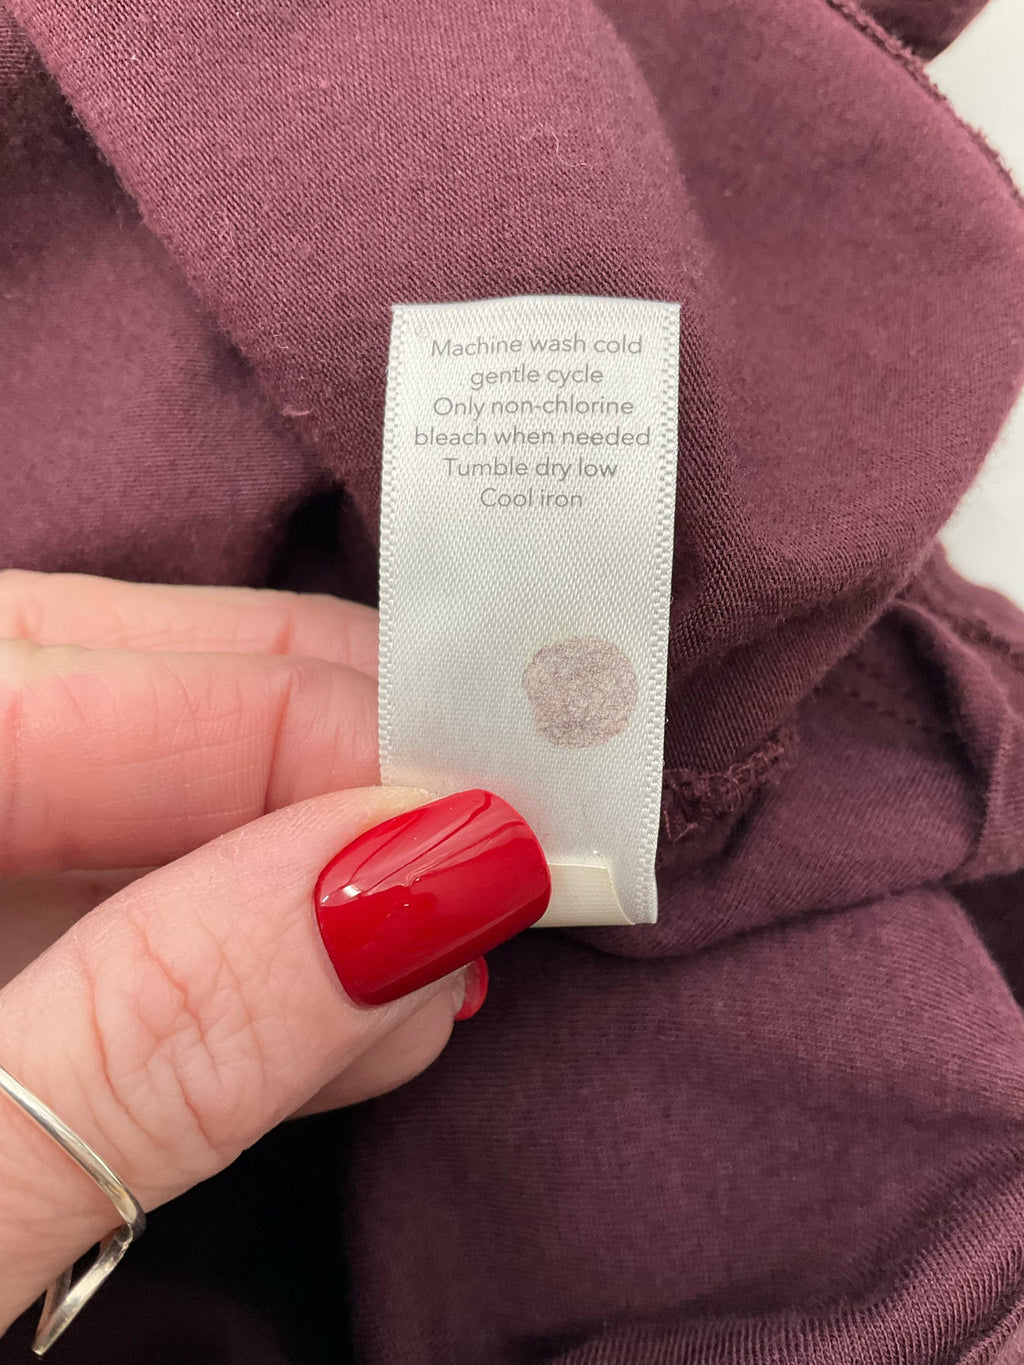 Machine wash cold
gentle cycle
Only non-chlorine
bleach when needed
Tumble dry low
Cool iron